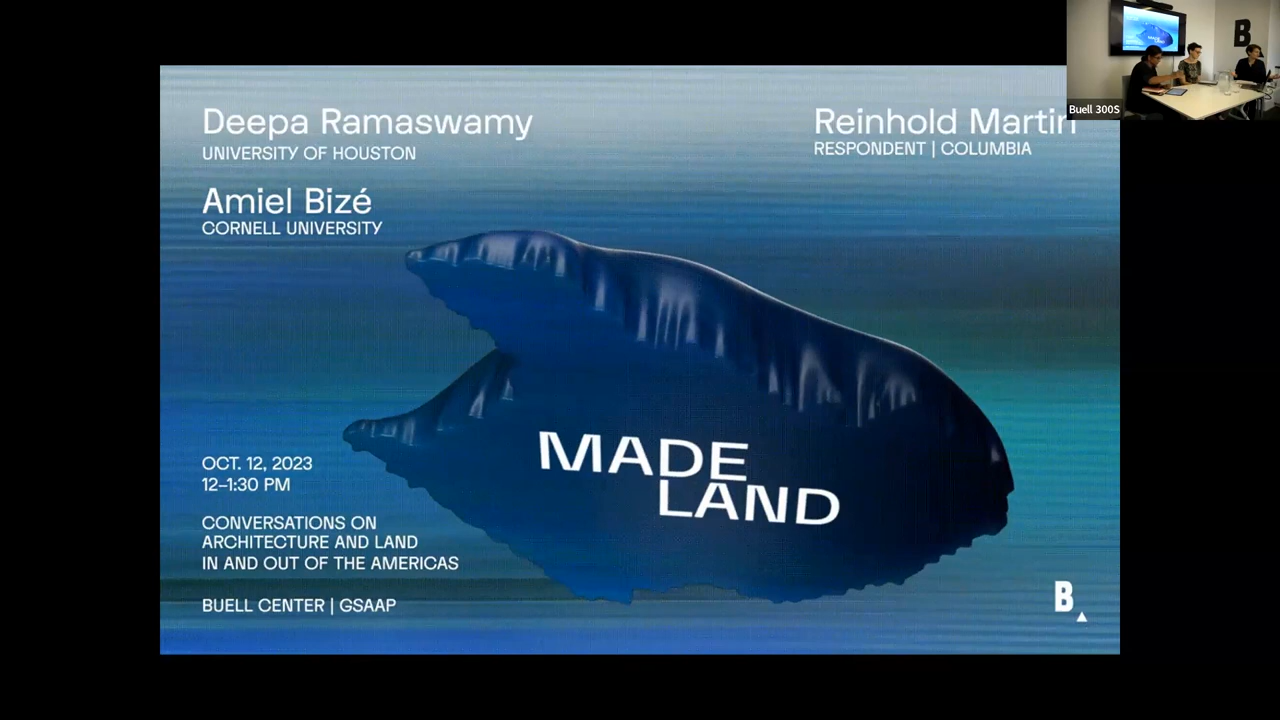 Deepa Ramaswamy
UNIVERSITY OF HOUSTON
Amiel Bizé
CORNELL UNIVERSITY
Reinhold Martin
RESPONDENT | COLUMBIA
MADE
LAND
OCT. 12, 2023
12–1:30 PM
CONVERSATIONS ON
ARCHITECTURE AND LAND
IN AND OUT OF THE AMERICAS
BUELL CENTER | GSAAP
B
Buell 300S
B